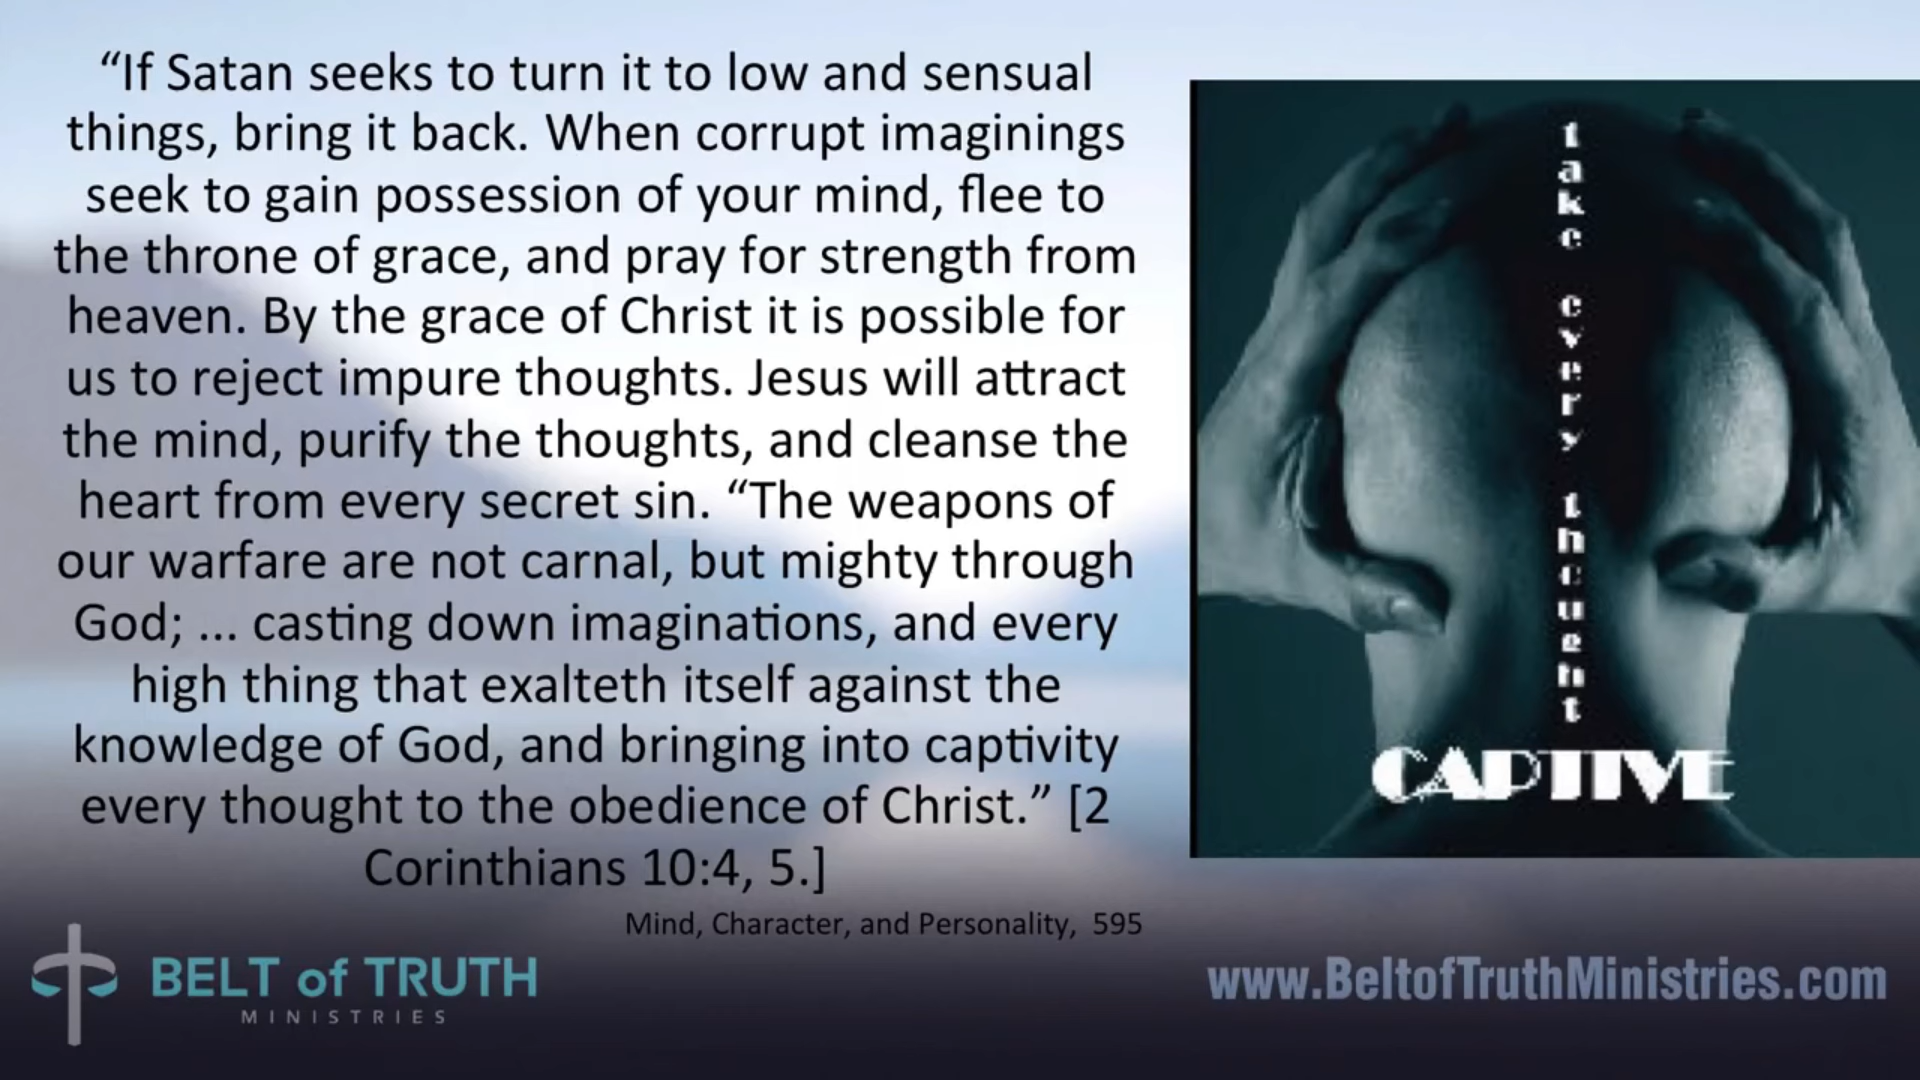 “If Satan seeks to turn it to low and sensual
things, bring it back. When corrupt imaginings
seek to gain possession of your mind, flee to
the throne of grace, and pray for strength from
heaven. By the grace of Christ it is possible for
us to reject impure thoughts. Jesus will attract
the mind, purify the thoughts, and cleanse the
heart from every secret sin. “The weapons of
our warfare are not carnal, but mighty through
God; ... casting down imaginations, and every
high thing that exalteth itself against the
knowledge of God, and bringing into captivity
every thought to the obedience of Christ.” [2
Corinthians 10:4, 5.]
Mind, Character, and Personality, 595
take every thought
CAPTIVE
BELT of TRUTH
MINISTRIES
www.BeltofTruthMinistries.com